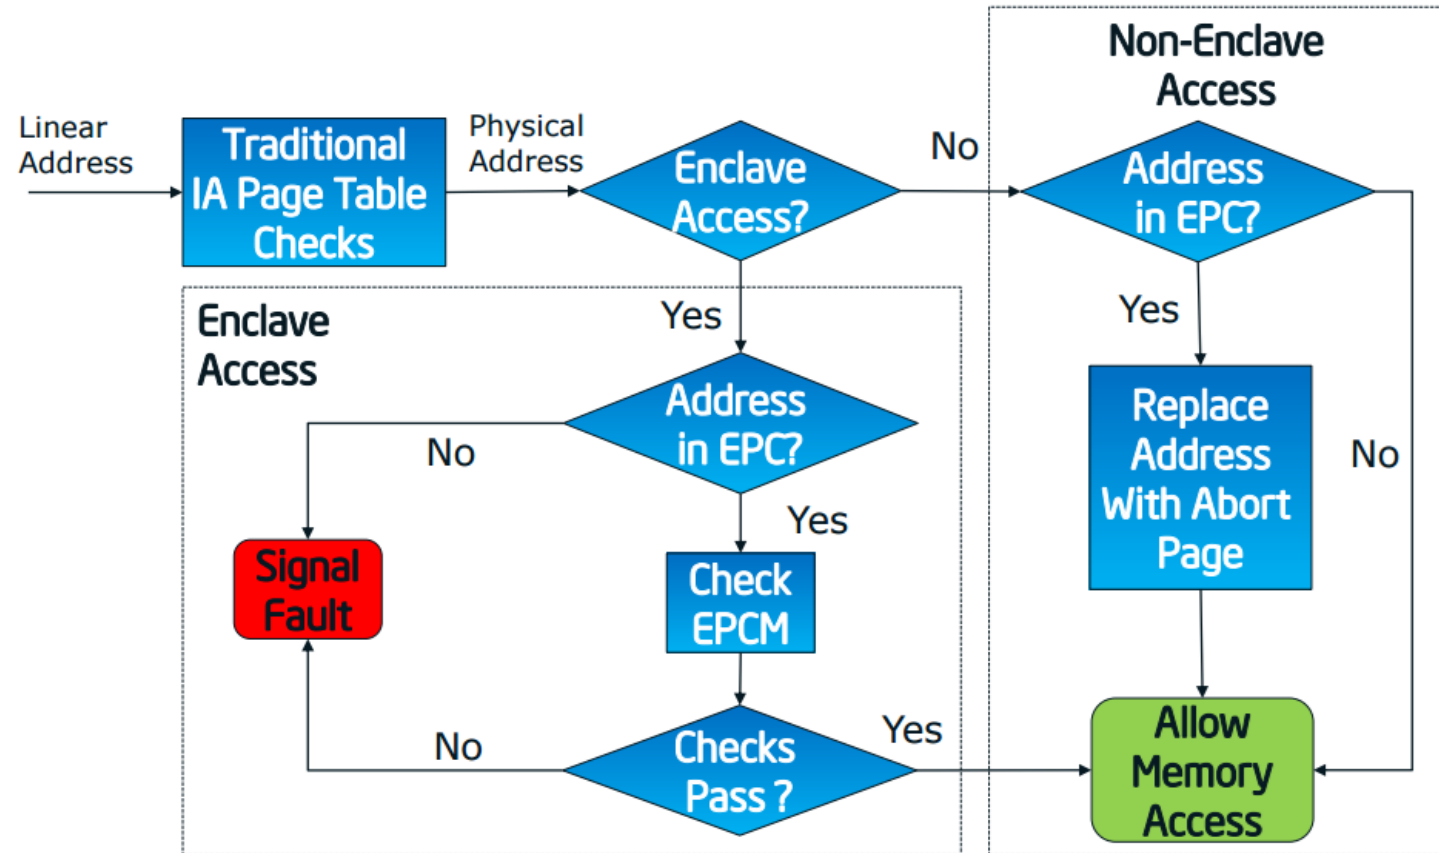 Non-Enclave
Access
Linear
Address
Traditional
IA Page Table
Checks
Physical
Address
Enclave
Access?
No
Address
in EPC?
Enclave
Access
Yes
Yes
Address
in EPC?
No
Replace
Address
With Abort
Page
No
Yes
Signal
Fault
Check
EPCM
No
Checks
Pass ?
Yes
Allow
Memory
Access